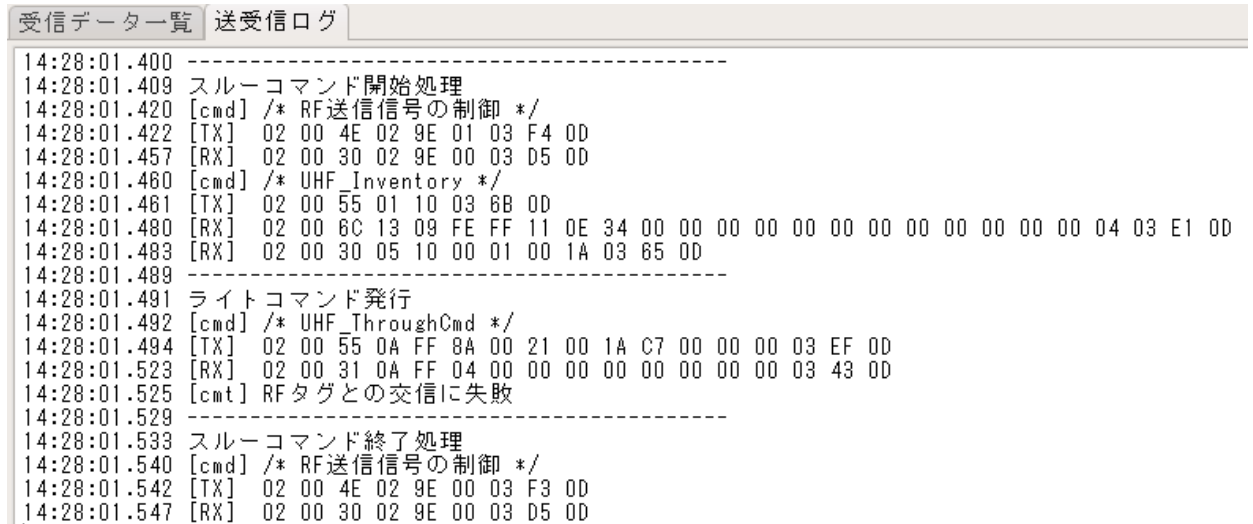 受信データ一覧 送受信ログ
14:28:01.400 ------------------------------------------
14:28:01.409 スルーコマンド開始処理
14:28:01.420 [cmd] /* RF送信信号の制御 */
14:28:01.422 [TX]  02 00 4E 02 9E 01 03 F4 0D
14:28:01.457 [RX]  02 00 30 02 9E 00 03 D5 0D
14:28:01.460 [cmd] /* UHF_Inventory */
14:28:01.461 [TX]  02 00 55 01 10 03 6B 0D
14:28:01.480 [RX]  02 00 6C 13 09 FE FF 11 0E 34 00 00 00 00 00 00 00 00 00 00 00 00 00 04 03 E1 0D
14:28:01.483 [RX]  02 00 30 05 10 00 01 00 1A 03 65 0D
14:28:01.489 ------------------------------------------
14:28:01.491 ライトコマンド発行
14:28:01.492 [cmd] /* UHF_ThroughCmd */
14:28:01.494 [TX]  02 00 55 0A FF 8A 00 21 00 1A C7 00 00 00 03 EF 0D
14:28:01.523 [RX]  02 00 31 0A FF 04 00 00 00 00 00 00 00 00 03 43 0D
14:28:01.525 [cmt] RFタグとの交信に失敗
14:28:01.529 ------------------------------------------
14:28:01.533 スルーコマンド終了処理
14:28:01.540 [cmd] /* RF送信信号の制御 */
14:28:01.542 [TX]  02 00 4E 02 9E 00 03 F3 0D
14:28:01.547 [RX]  02 00 30 02 9E 00 03 D5 0D